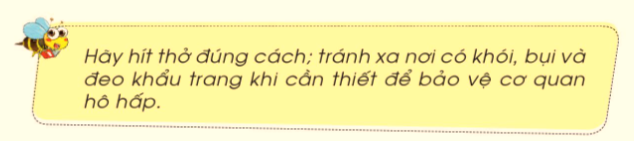 Hãy hít thở đúng cách; tránh xa nơi có khói, bụi và
đeo khẩu trang khi cần thiết để bảo vệ cơ quan
hô hấp.